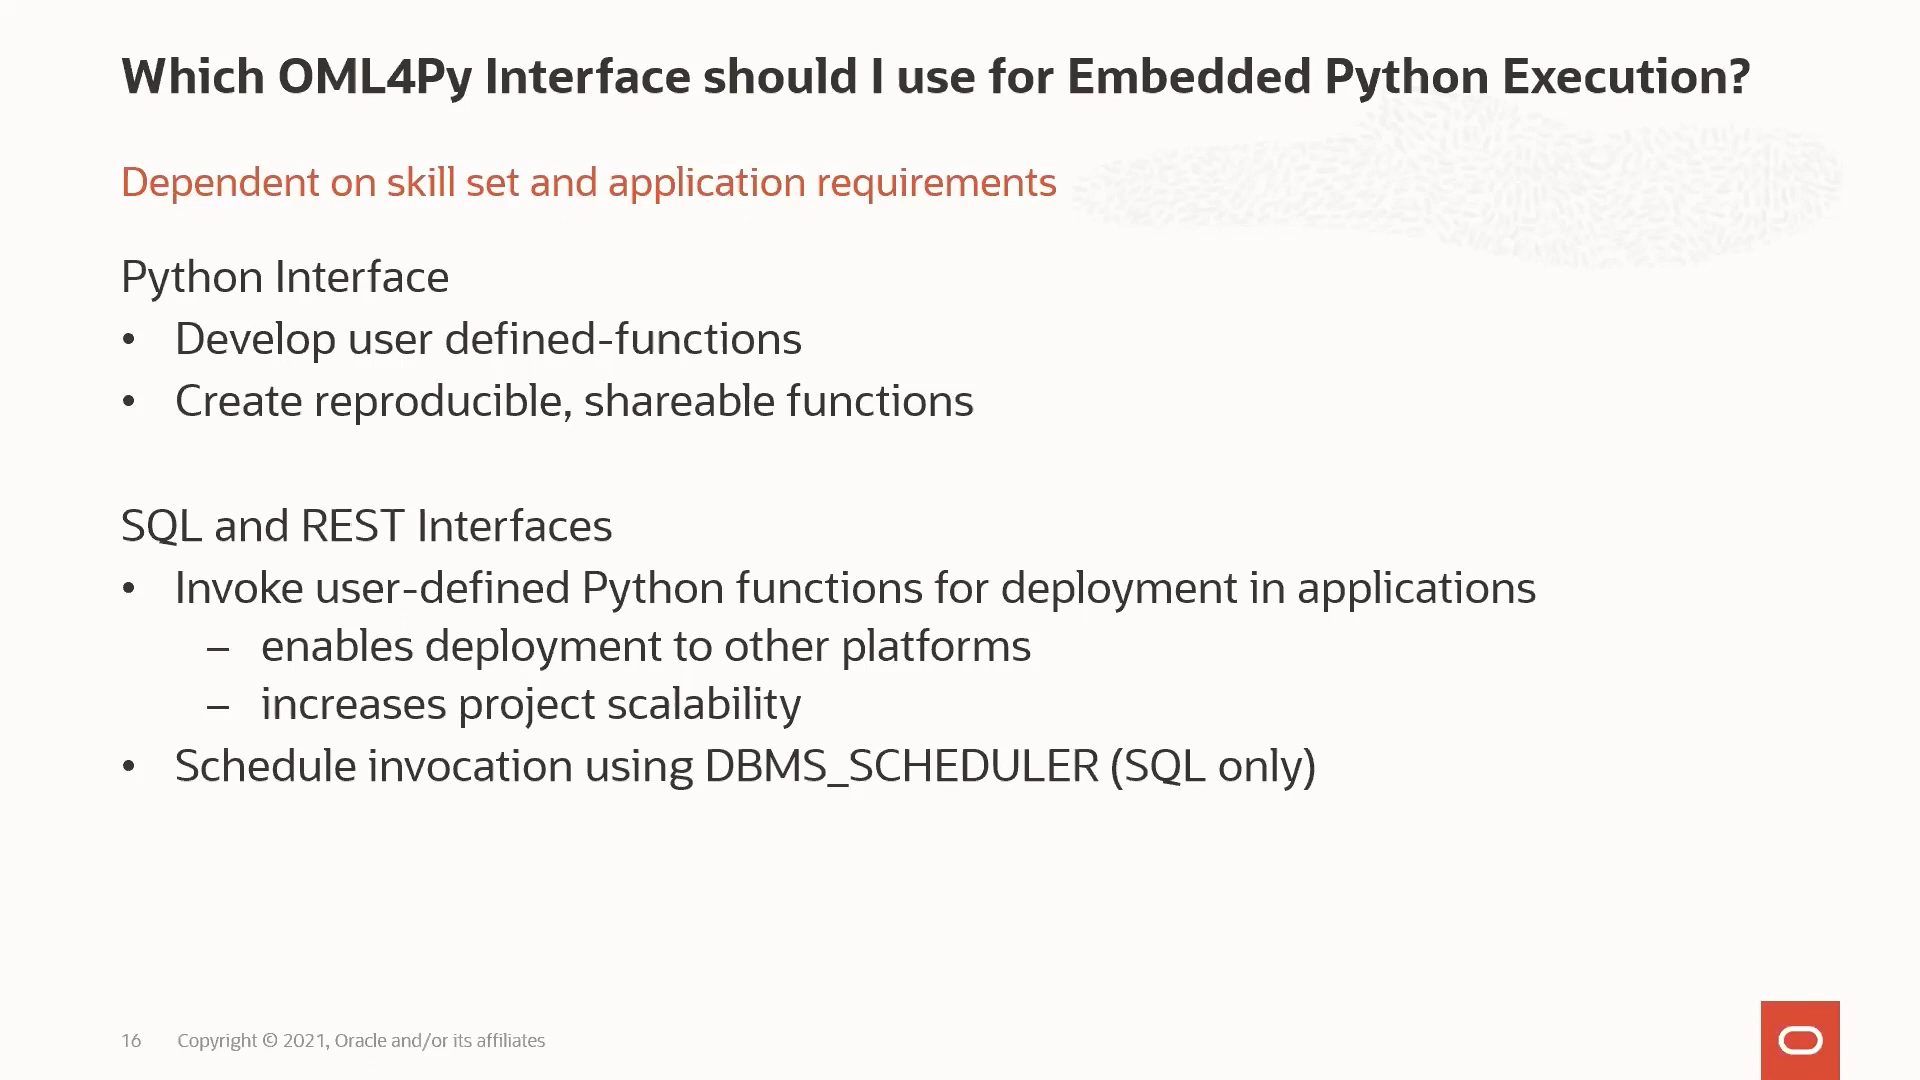 Which OML4Py Interface should I use for Embedded Python Execution?
Dependent on skill set and application requirements
Python Interface
• Develop user defined-functions
• Create reproducible, shareable functions
SQL and REST Interfaces
• Invoke user-defined Python functions for deployment in applications
– enables deployment to other platforms
– increases project scalability
• Schedule invocation using DBMS_SCHEDULER (SQL only)
16 Copyright © 2021, Oracle and/or its affiliates